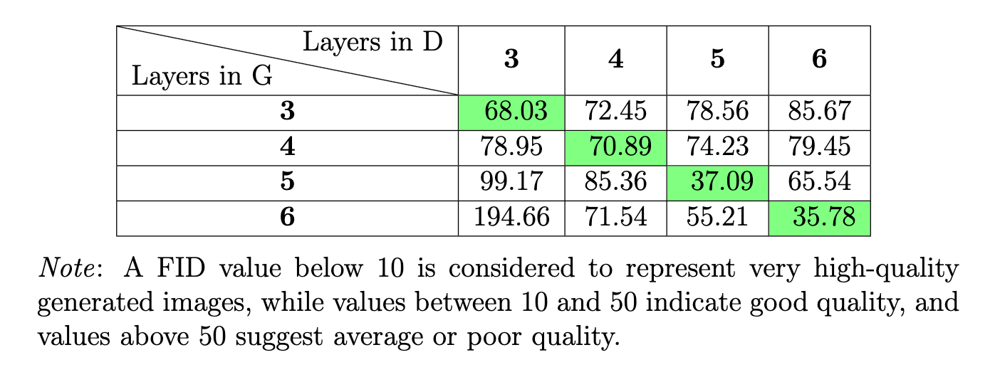 Layers in D
Layers in G
3 4 5 6
3 68.03 72.45 78.56 85.67
4 78.95 70.89 74.23 79.45
5 99.17 85.36 37.09 65.54
6 194.66 71.54 55.21 35.78
Note: A FID value below 10 is considered to represent very high-quality
generated images, while values between 10 and 50 indicate good quality, and
values above 50 suggest average or poor quality.